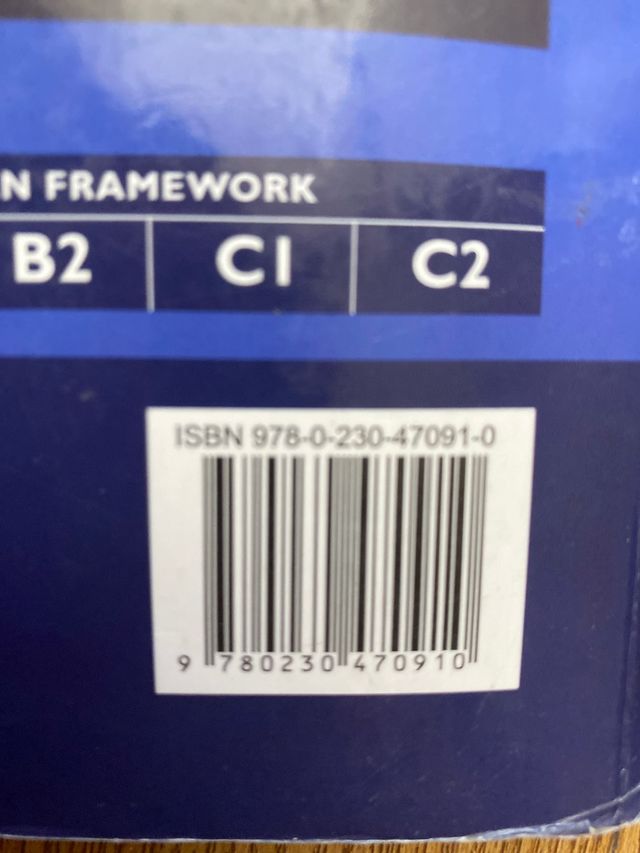 N FRAMEWORK
B2 C1 C2
ISBN 978-0-230-47091-0
9 780230 470910